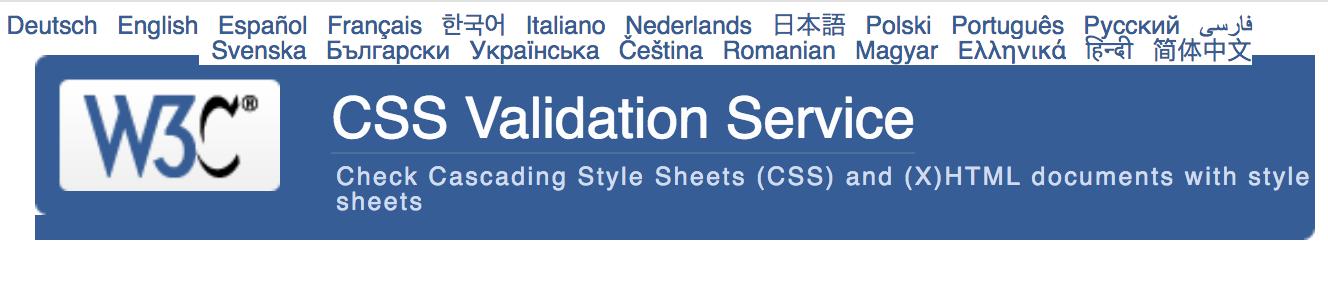 Deutsch English Español Français 한국어 Italiano Nederlands 日本語 Polski Português Русский فارسی
Svenska Български Українська Čeština Romanian Magyar Ελληνικά हिन्दी 简体中文
W3C®
CSS Validation Service
Check Cascading Style Sheets (CSS) and (X)HTML documents with style
sheets